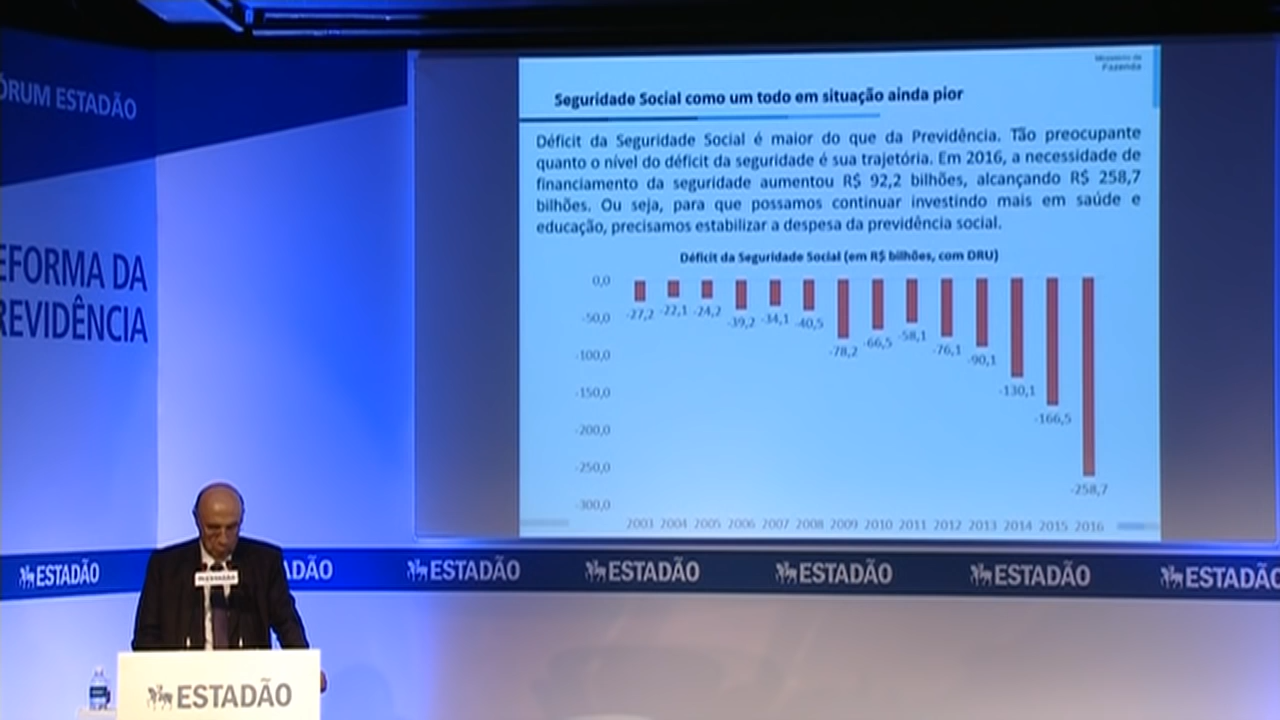 ÓRUM ESTADÃO
EFORMA DA
REVIDÊNCIA
Ministério da
Fazenda
Seguridade Social como um todo em situação ainda pior
Déficit da Seguridade Social é maior do que da Previdência. Tão preocupante
quanto o nível do déficit da seguridade é sua trajetória. Em 2016, a necessidade de
financiamento da seguridade aumentou R$ 92,2 bilhões, alcançando R$ 258,7
bilhões. Ou seja, para que possamos continuar investindo mais em saúde e
educação, precisamos estabilizar a despesa da previdência social.
Déficit da Seguridade Social (em R$ bilhões, com DRU)
0,0
-50,0
-100,0
-150,0
-200,0
-250,0
-300,0
-27,2 -22,1 -24,2 -39,2 -34,1 -40,5 -78,2 -66,5 -58,1 -76,1 -90,1 -130,1 -166,5 -258,7
2003 2004 2005 2006 2007 2008 2009 2010 2011 2012 2013 2014 2015 2016
ESTADÃO ADÃO ESTADÃO ESTADÃO ESTADÃO ESTADÃO ESTADÃO
ESTADÃO